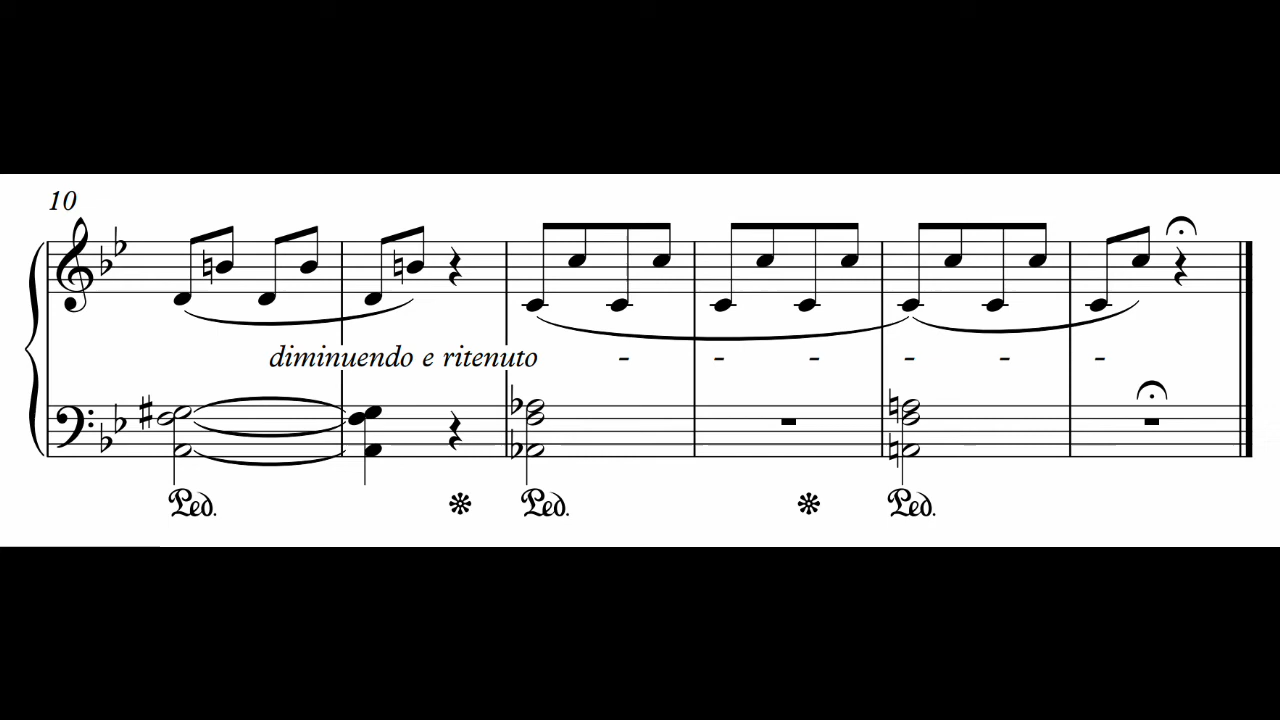 10
diminuendo e ritenuto - - - - - -
Ped. Ped. Ped.